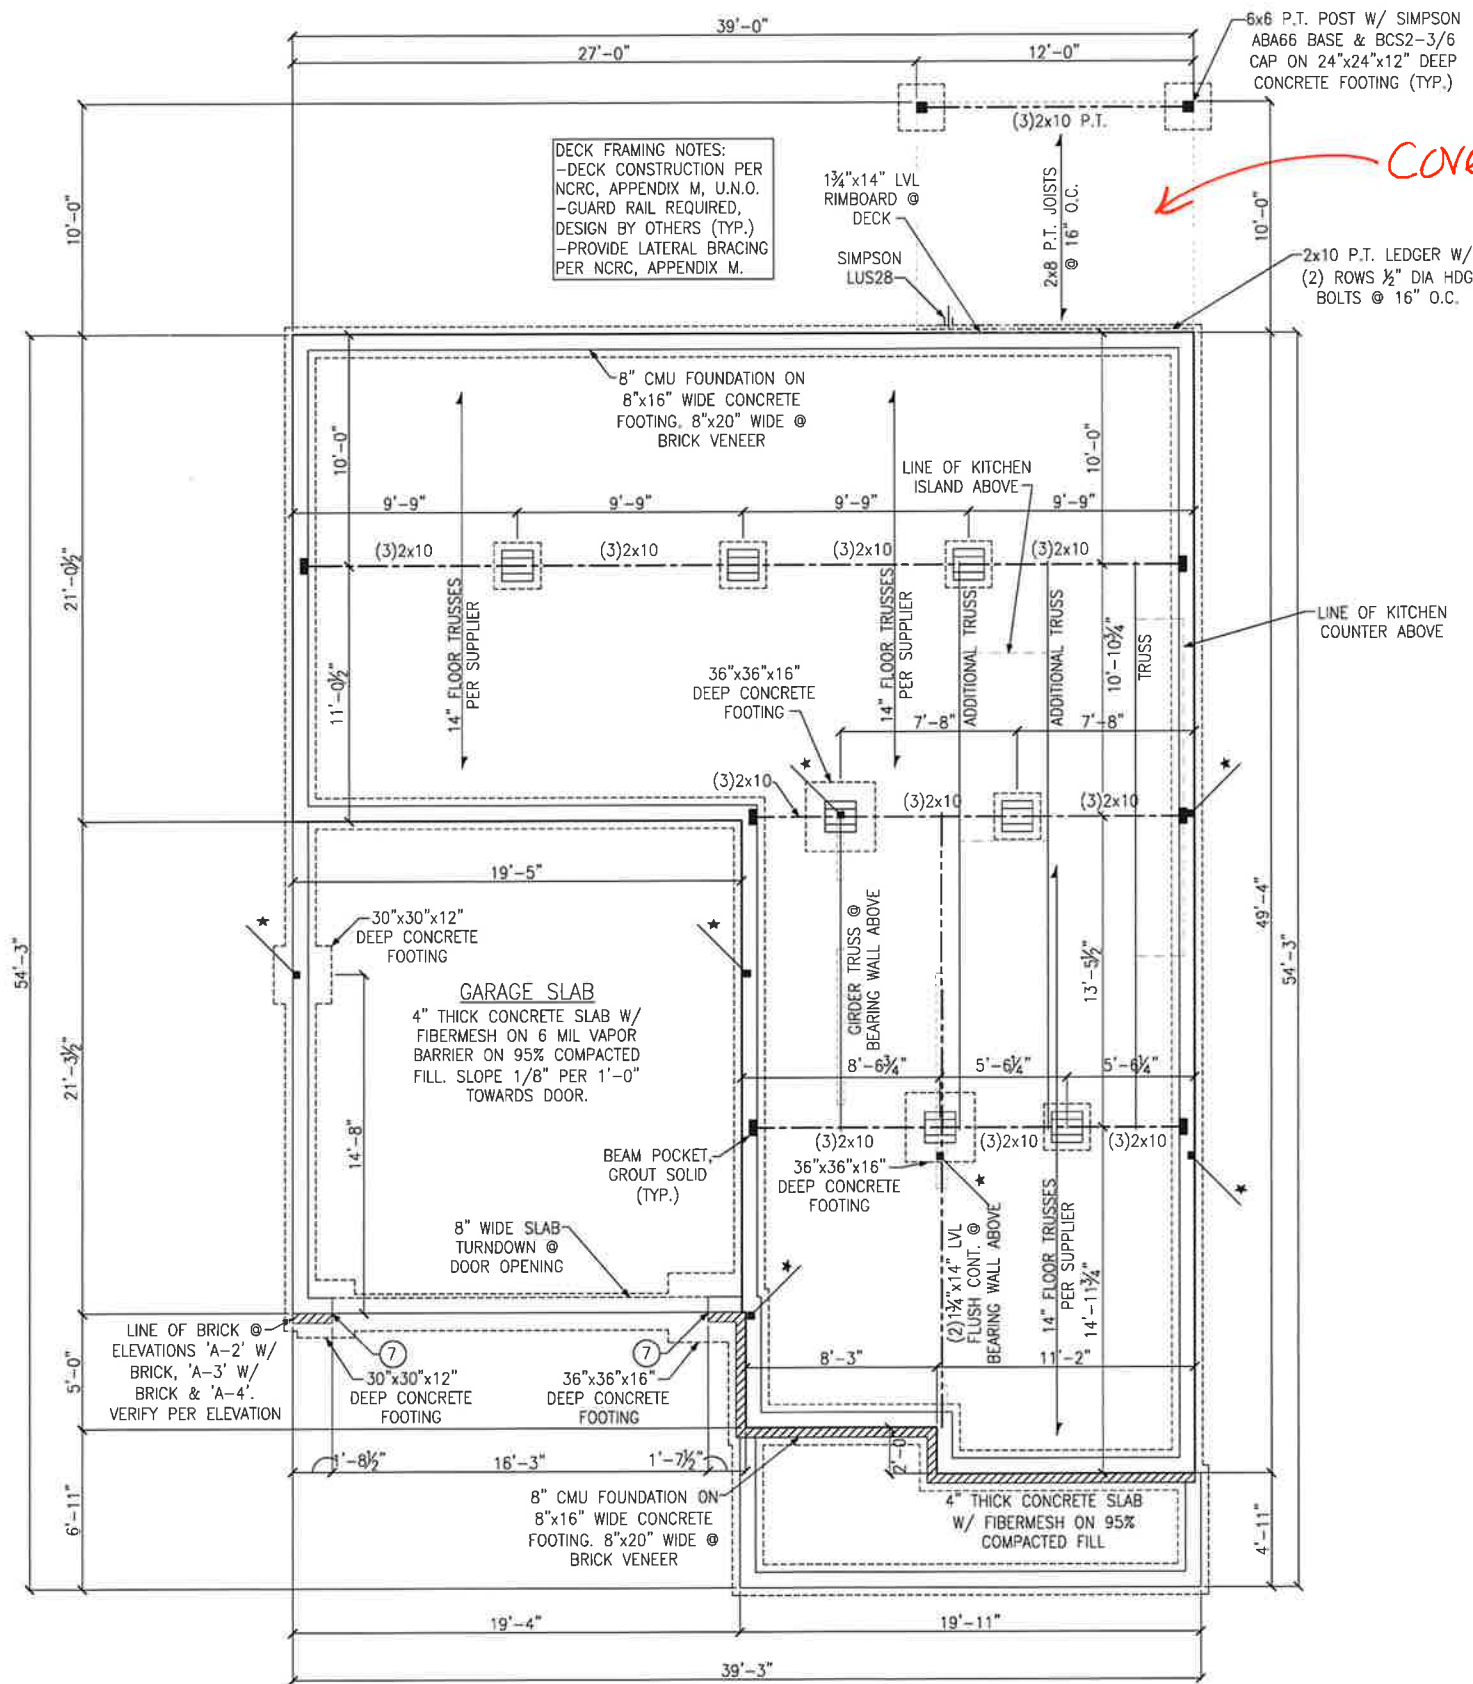 39'-0"
27'-0"
12'-0"
6x6 P.T. POST W/ SIMPSON
ABA66 BASE & BCS2-3/6
CAP ON 24"x24"x12" DEEP
CONCRETE FOOTING (TYP.)
(3)2x10 P.T.
DECK FRAMING NOTES:
-DECK CONSTRUCTION PER
NCRC, APPENDIX M, U.N.O.
-GUARD RAIL REQUIRED,
DESIGN BY OTHERS (TYP.)
-PROVIDE LATERAL BRACING
PER NCRC, APPENDIX M.
1¾"x14" LVL
RIMBOARD @
DECK
SIMPSON
LUS28
2x8 P.T. JOISTS
@ 16" O.C.
10'-0"
10'-0"
2x10 P.T. LEDGER W/
(2) ROWS ½" DIA HDG
BOLTS @ 16" O.C.
8" CMU FOUNDATION ON
8"x16" WIDE CONCRETE
FOOTING. 8"x20" WIDE @
BRICK VENEER
10'-0"
10'-0"
LINE OF KITCHEN
ISLAND ABOVE
9'-9"
9'-9"
9'-9"
9'-9"
(3)2x10
(3)2x10
(3)2x10
(3)2x10
21'-0½"
11'-0½"
14" FLOOR TRUSSES
PER SUPPLIER
14" FLOOR TRUSSES
PER SUPPLIER
ADDITIONAL TRUSS
ADDITIONAL TRUSS
10'-10¾"
TRUSS
LINE OF KITCHEN
COUNTER ABOVE
36"x36"x16"
DEEP CONCRETE
FOOTING
7'-8"
7'-8"
(3)2x10
(3)2x10
(3)2x10
19'-5"
30"x30"x12"
DEEP CONCRETE
FOOTING
GARAGE SLAB
4" THICK CONCRETE SLAB W/
FIBERMESH ON 6 MIL VAPOR
BARRIER ON 95% COMPACTED
FILL. SLOPE 1/8" PER 1'-0"
TOWARDS DOOR.
GIRDER TRUSS @
BEARING WALL ABOVE
13'-5½"
49'-4"
54'-3"
54'-3"
21'-3½"
14'-8"
8'-6¾"
5'-6¼"
5'-6¼"
BEAM POCKET,
GROUT SOLID
(TYP.)
(3)2x10
(3)2x10
(3)2x10
36"x36"x16"
DEEP CONCRETE
FOOTING
8" WIDE SLAB
TURNDOWN @
DOOR OPENING
(2)1¾"x14" LVL
FLUSH CONT. @
BEARING WALL ABOVE
14" FLOOR TRUSSES
PER SUPPLIER
14'-11¾"
LINE OF BRICK @
ELEVATIONS 'A-2' W/
BRICK, 'A-3' W/
BRICK & 'A-4'.
VERIFY PER ELEVATION
7
7
30"x30"x12"
DEEP CONCRETE
FOOTING
36"x36"x16"
DEEP CONCRETE
FOOTING
8'-3"
11'-2"
5'-0"
1'-8½"
16'-3"
1'-7½"
2'-0"
6'-11"
8" CMU FOUNDATION ON
8"x16" WIDE CONCRETE
FOOTING. 8"x20" WIDE @
BRICK VENEER
4" THICK CONCRETE SLAB
W/ FIBERMESH ON 95%
COMPACTED FILL
4'-11"
19'-4"
19'-11"
39'-3"